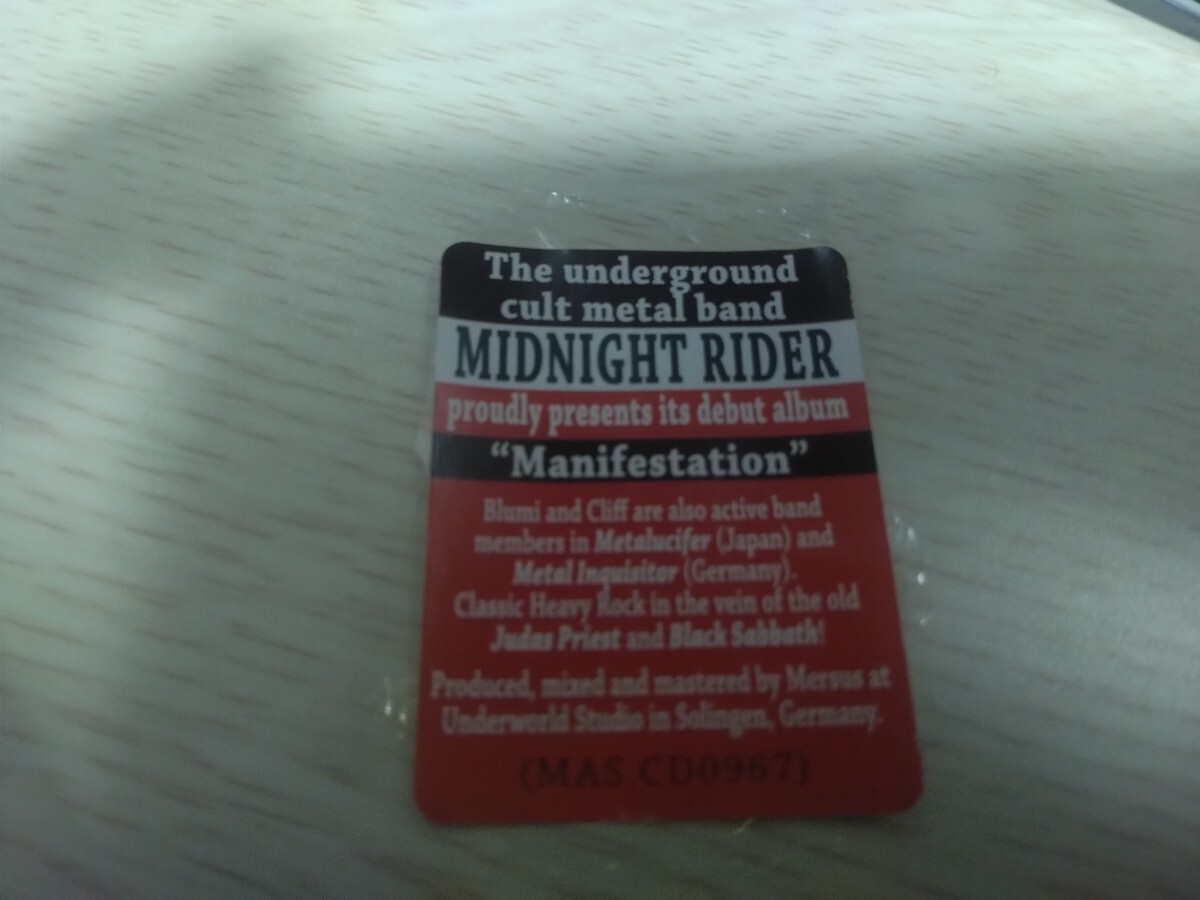 The underground
cult metal band
MIDNIGHT RIDER
proudly presents its debut album
“Manifestation”
Blumi and Cliff are also active band
members in Metalucifer (Japan) and
Metal Inquisitor (Germany).
Classic Heavy Rock in the vein of the old
Judas Priest and Black Sabbath!
Produced, mixed and mastered by Mersus at
Underworld Studio in Solingen, Germany.
(MAS CD0967)